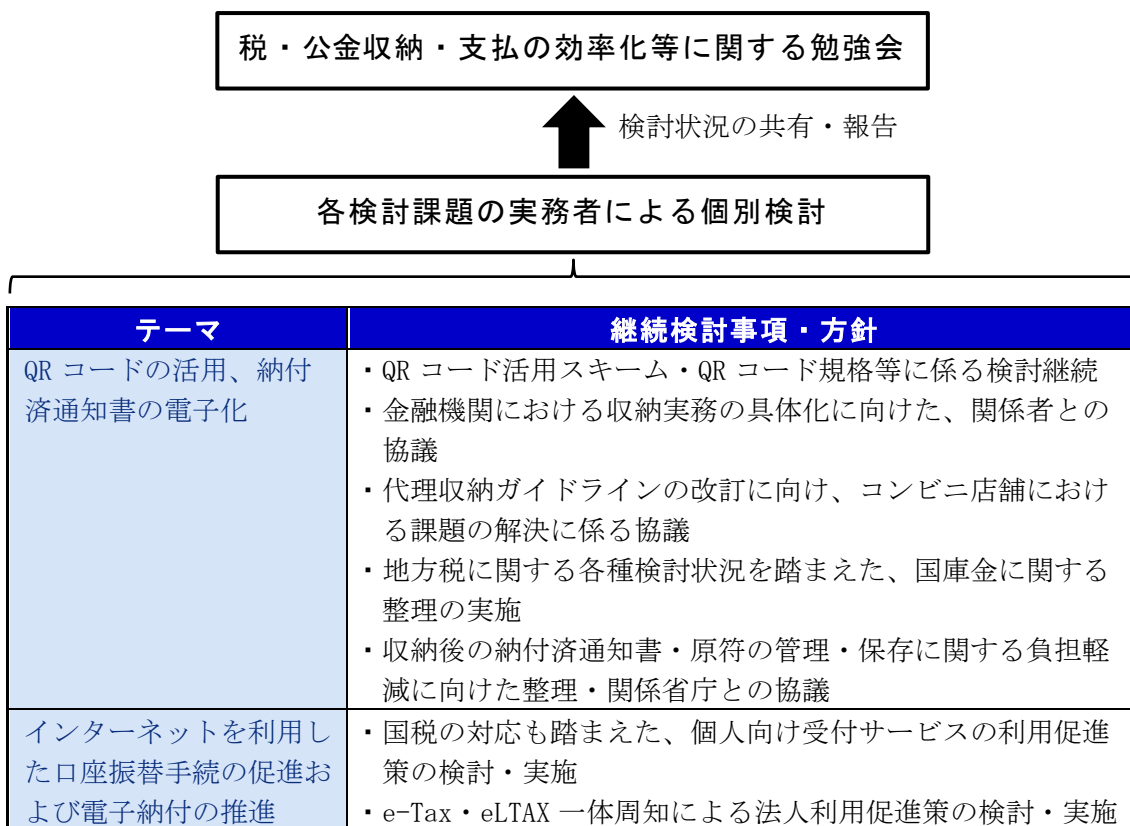 税・公金収納・支払の効率化等に関する勉強会
検討状況の共有・報告
各検討課題の実務者による個別検討
テーマ
継続検討事項・方針
QR コードの活用、納付
済通知書の電子化
・QR コード活用スキーム・QR コード規格等に係る検討継続
・金融機関における収納実務の具体化に向けた、関係者との
協議
・代理収納ガイドラインの改訂に向け、コンビニ店舗におけ
る課題の解決に係る協議
・地方税に関する各種検討状況を踏まえた、国庫金に関する
整理の実施
・収納後の納付済通知書・原符の管理・保存に関する負担軽
減に向けた整理・関係省庁との協議
インターネットを利用し
た口座振替手続の促進お
よび電子納付の推進
・国税の対応も踏まえた、個人向け受付サービスの利用促進
策の検討・実施
・e-Tax・eLTAX 一体周知による法人利用促進策の検討・実施